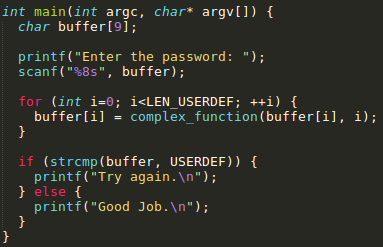 int main(int argc, char* argv[]) {
  char buffer[9];

  printf("Enter the password: ");
  scanf("%8s", buffer);

  for (int i=0; i<LEN_USERDEF; ++i) {
    buffer[i] = complex_function(buffer[i], i);
  }

  if (strcmp(buffer, USERDEF)) {
    printf("Try again.\n");
  } else {
    printf("Good Job.\n");
  }
}